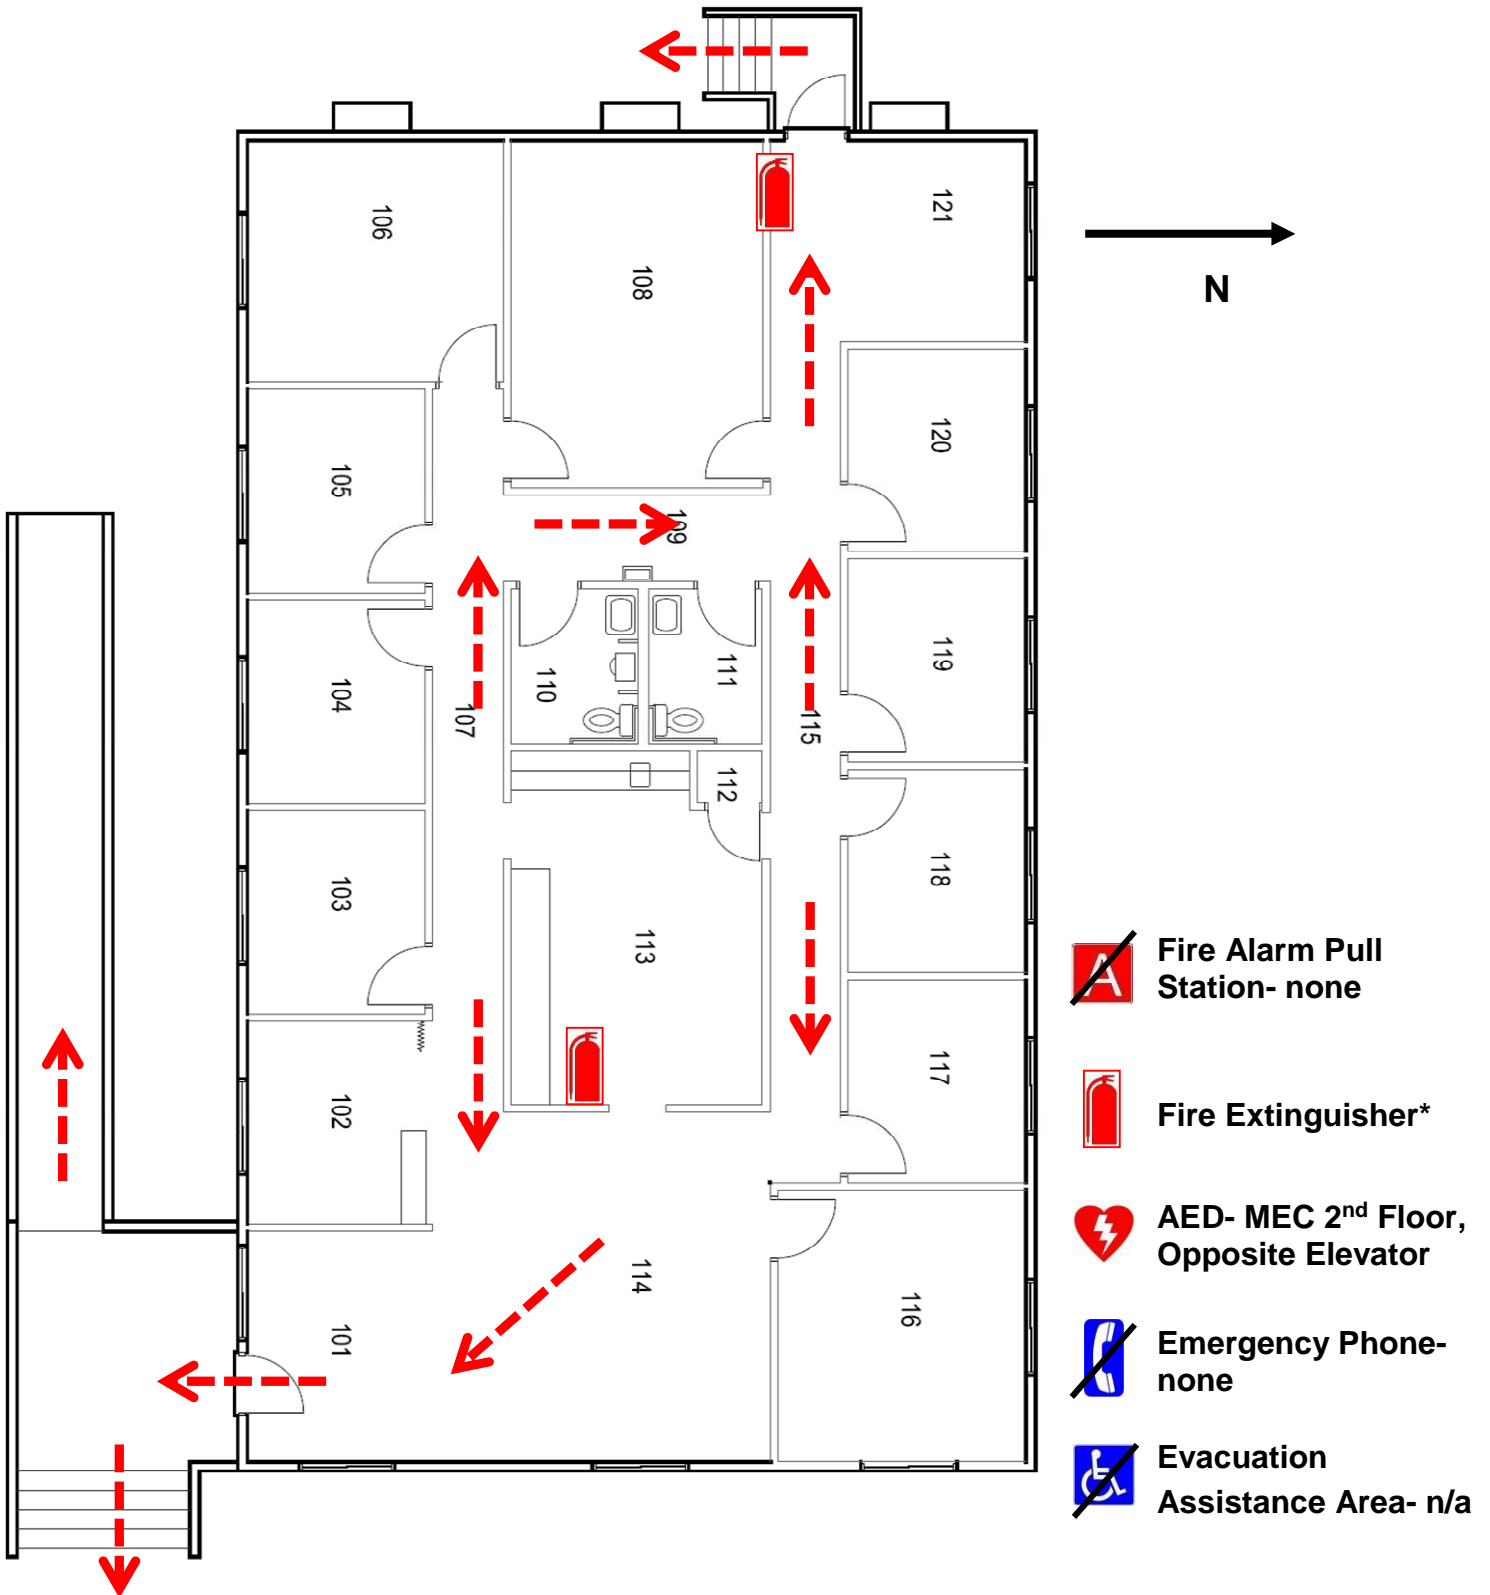 121
106
N
108
120
105
109
119
111
110
104
107
115
112
118
103
113
Fire Alarm Pull
Station- none
117
102
Fire Extinguisher*
AED- MEC 2nd Floor,
Opposite Elevator
114
116
101
Emergency Phone-
none
Evacuation
Assistance Area- n/a
A